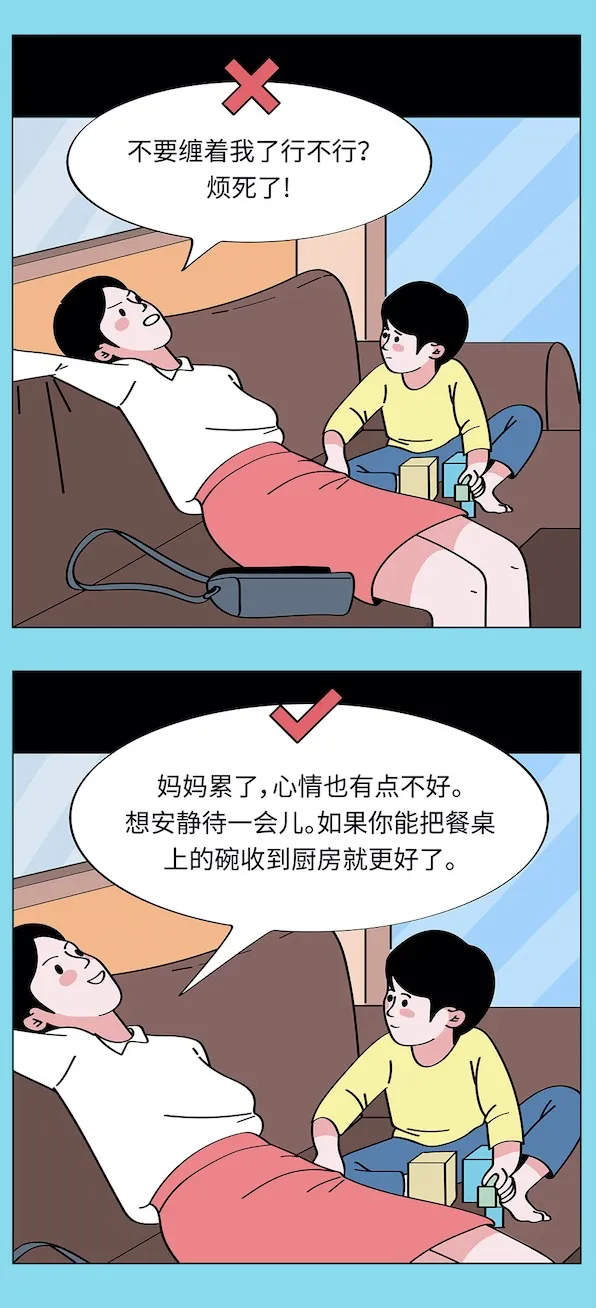 不要缠着我了行不行？
烦死了！
妈妈累了，心情也有点不好。
想安静待一会儿。如果你能把餐桌
上的碗收到厨房就更好了。